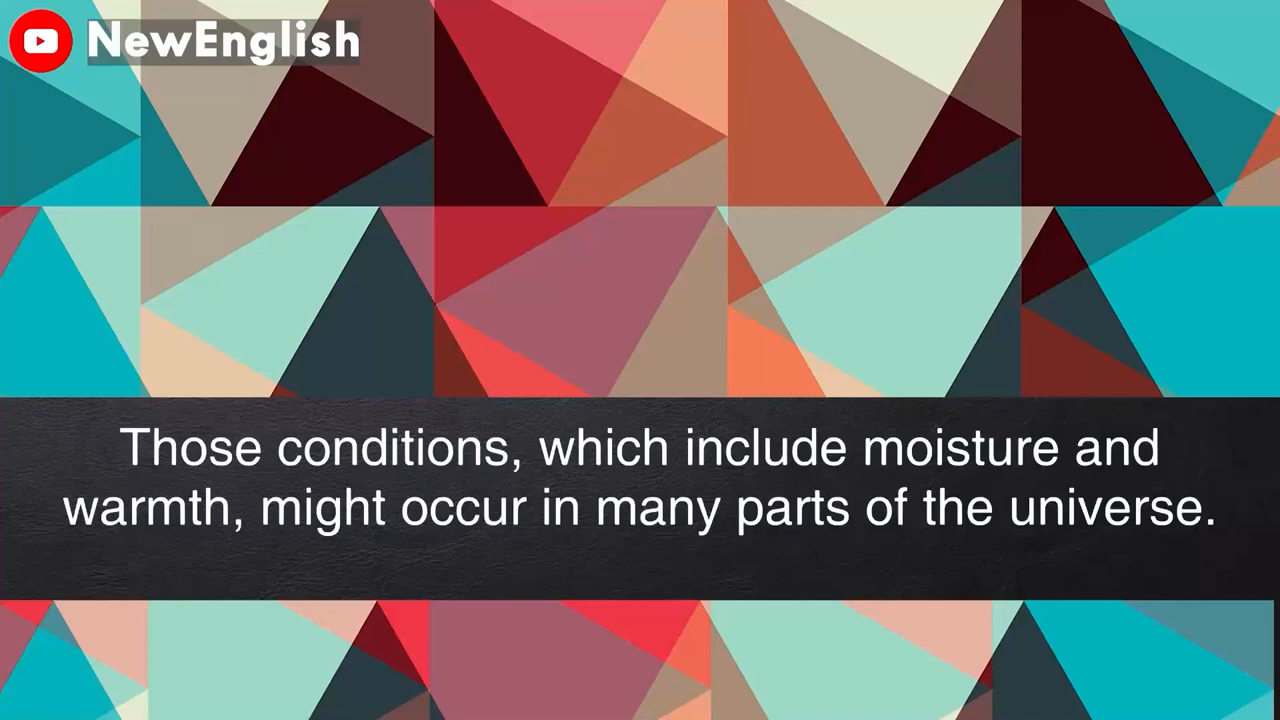 NewEnglish
Those conditions, which include moisture and
warmth, might occur in many parts of the universe.